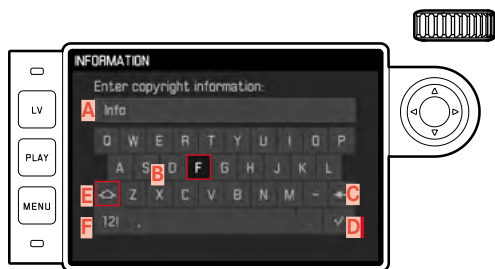 INFORMATION
Enter copyright information:
A Info
Q W E R T Y U I O P
A S B D F G H J K L
E Z X C V B N M - C
F 12! , . D
LV
PLAY
MENU